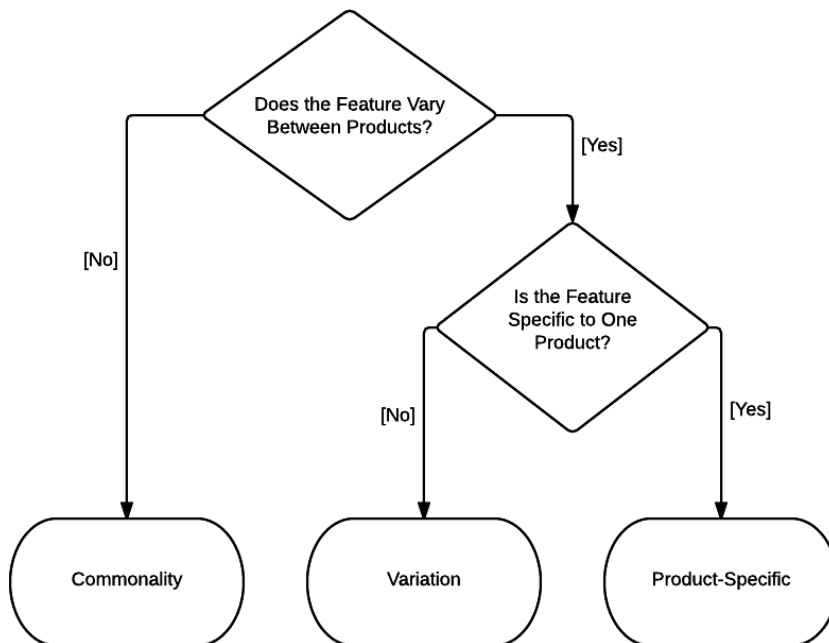 Does the Feature Vary
Between Products?
[Yes]
[No]
Is the Feature
Specific to One
Product?
[No]
[Yes]
Commonality
Variation
Product-Specific